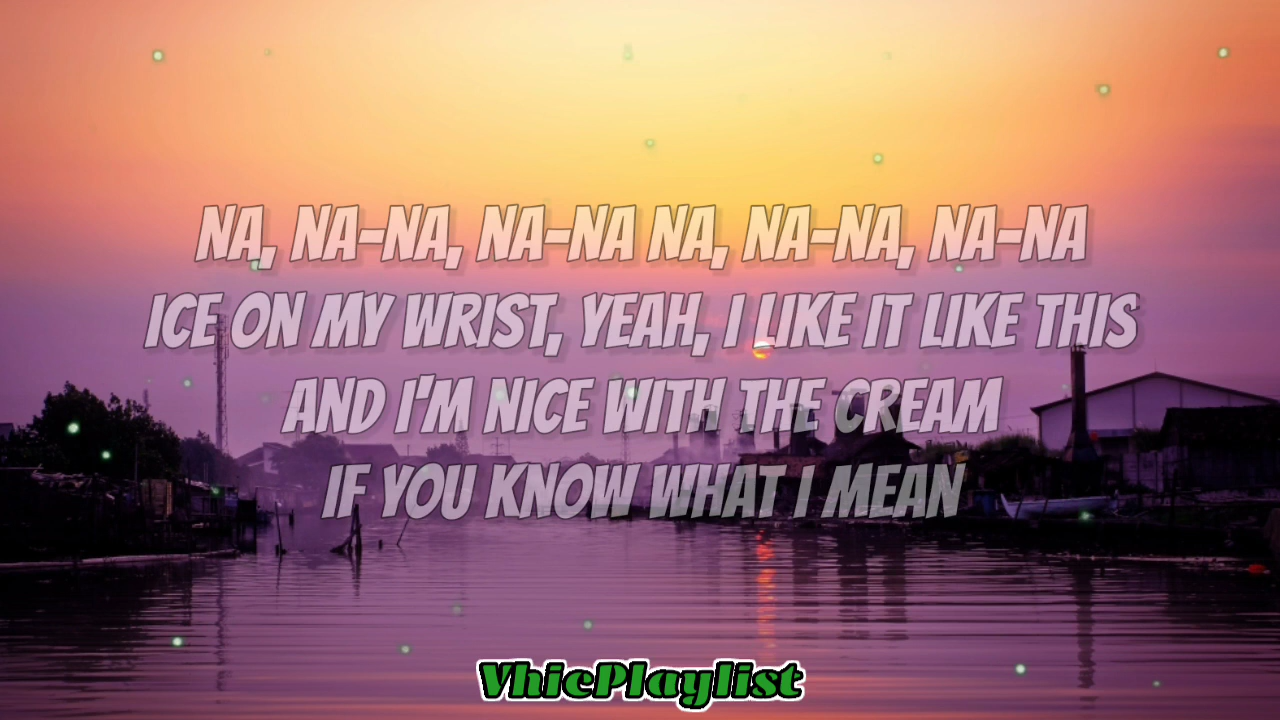 NA, NA-NA, NA-NA NA, NA-NA, NA-NA
ICE ON MY WRIST, YEAH, I LIKE IT LIKE THIS
AND I'M NICE WITH THE CREAM
IF YOU KNOW WHAT I MEAN
VhicPlaylist